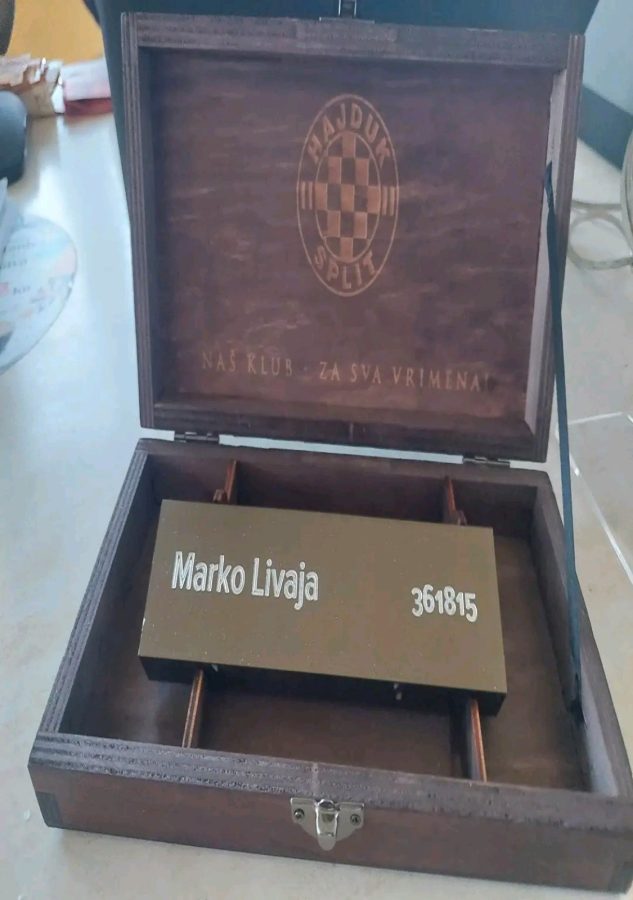 HAJDUK
SPLIT
NAŠ KLUB - ZA SVA VRIMENA!
Marko Livaja 361815